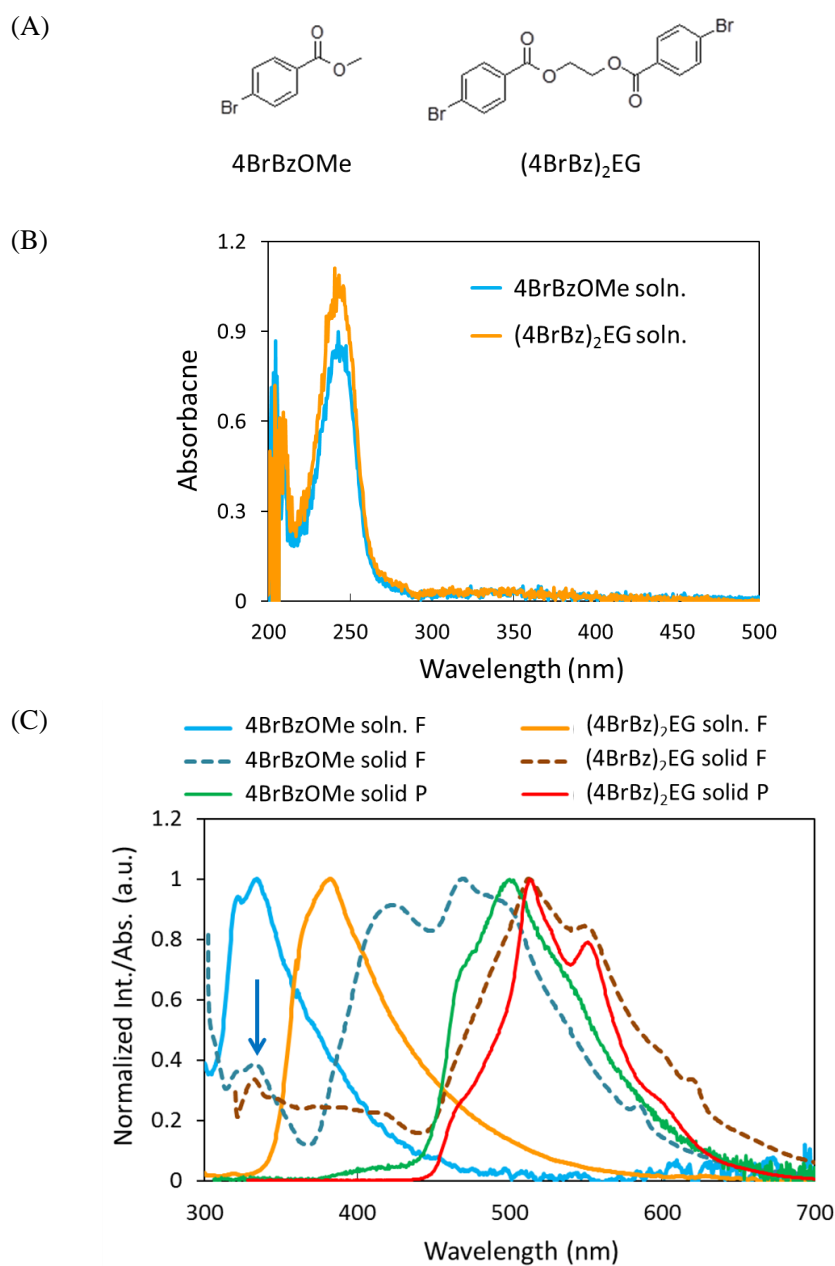 (A)
O
O
Br
Br
O
O
O
O
Br
4BrBzOMe
(4BrBz)₂EG
(B)
1.2
0.9
0.6
0.3
0
Absorbacne
4BrBzOMe soln.
(4BrBz)₂EG soln.
200 250 300 350 400 450 500
Wavelength (nm)
(C)
4BrBzOMe soln. F
(4BrBz)₂EG soln. F
4BrBzOMe solid F
(4BrBz)₂EG solid F
4BrBzOMe solid P
(4BrBz)₂EG solid P
1.2
1
0.8
0.6
0.4
0.2
0
Normalized Int./Abs. (a.u.)
300 400 500 600 700
Wavelength (nm)